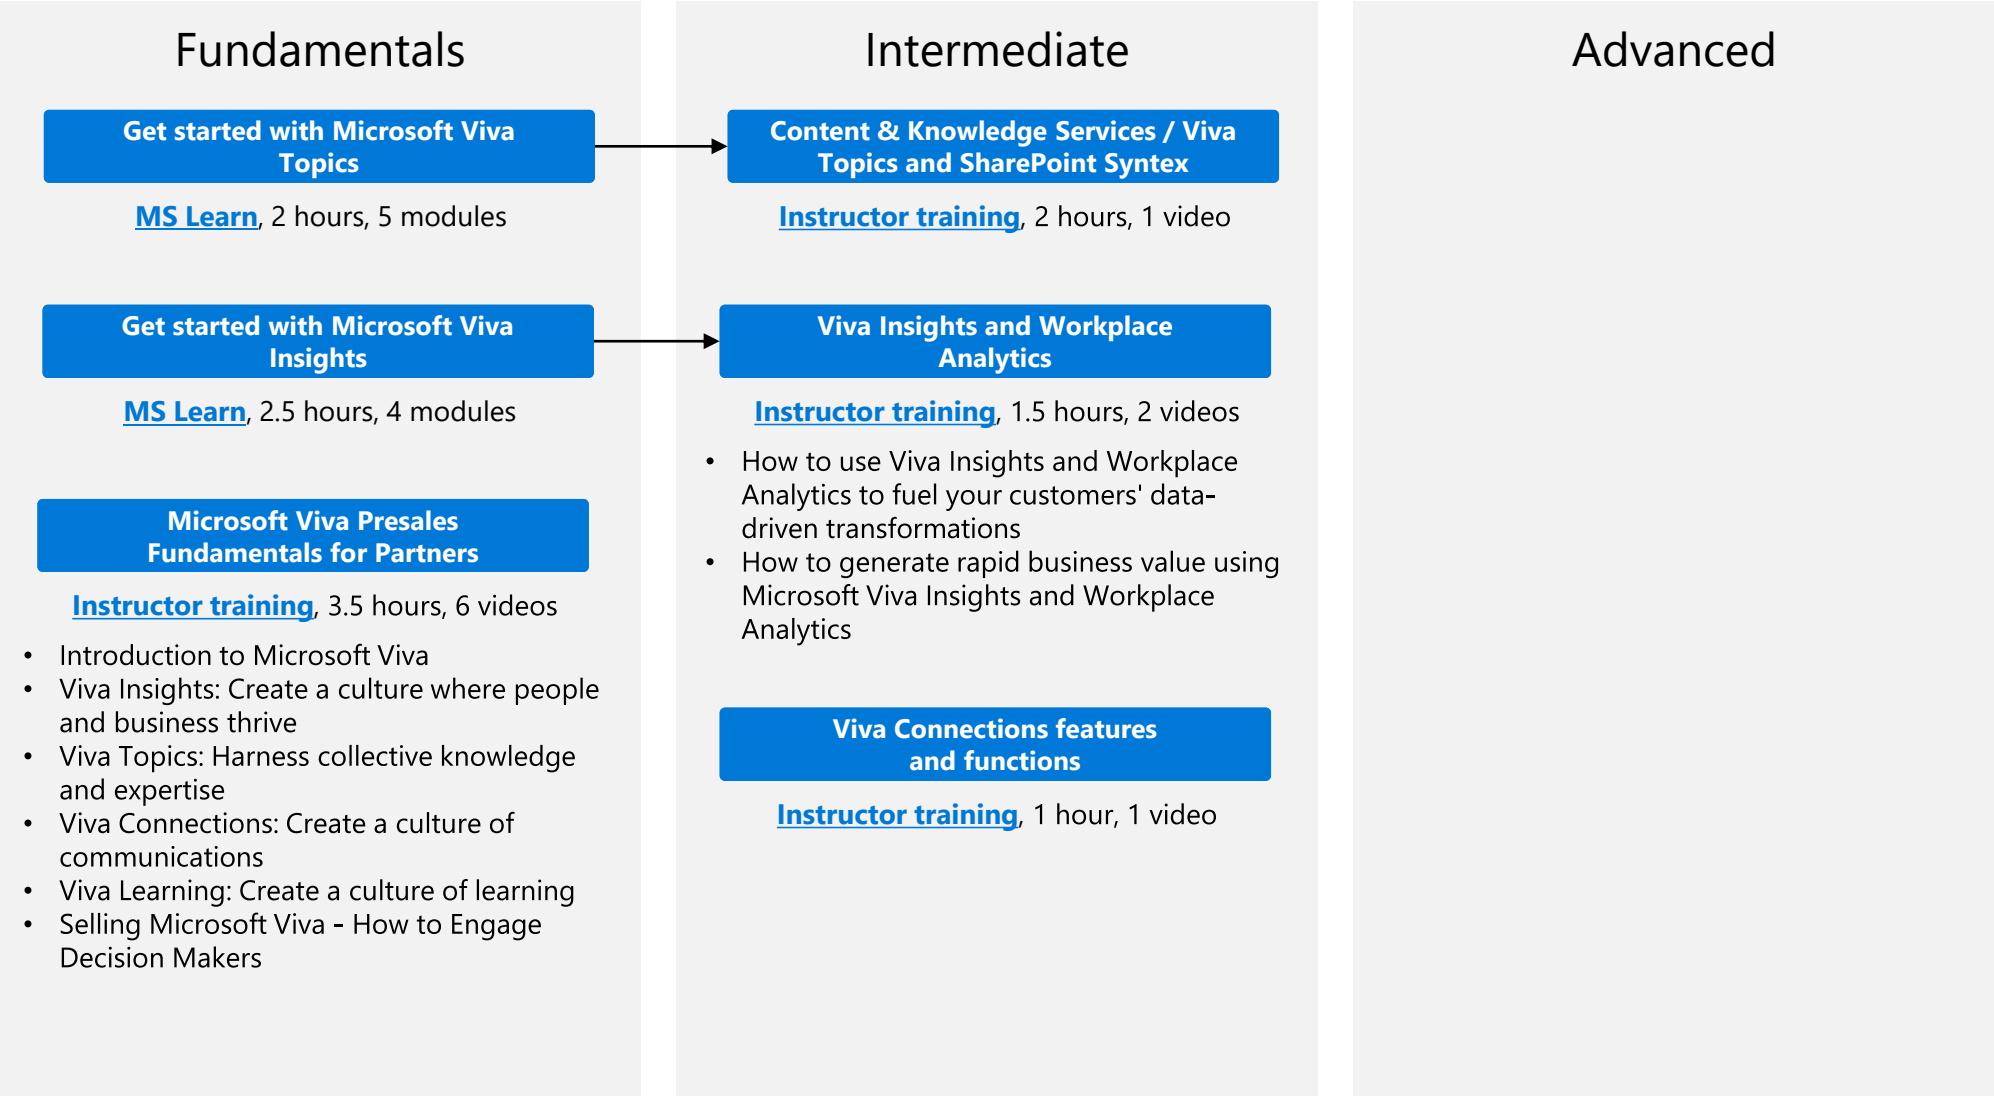 Fundamentals
Get started with Microsoft Viva
Topics
MS Learn, 2 hours, 5 modules
Get started with Microsoft Viva
Insights
MS Learn, 2.5 hours, 4 modules
Microsoft Viva Presales
Fundamentals for Partners
Instructor training, 3.5 hours, 6 videos
• Introduction to Microsoft Viva
• Viva Insights: Create a culture where people
and business thrive
• Viva Topics: Harness collective knowledge
and expertise
• Viva Connections: Create a culture of
communications
• Viva Learning: Create a culture of learning
• Selling Microsoft Viva - How to Engage
Decision Makers
Intermediate
Content & Knowledge Services / Viva
Topics and SharePoint Syntex
Instructor training, 2 hours, 1 video
Viva Insights and Workplace
Analytics
Instructor training, 1.5 hours, 2 videos
• How to use Viva Insights and Workplace
Analytics to fuel your customers' data-
driven transformations
• How to generate rapid business value using
Microsoft Viva Insights and Workplace
Analytics
Viva Connections features
and functions
Instructor training, 1 hour, 1 video
Advanced